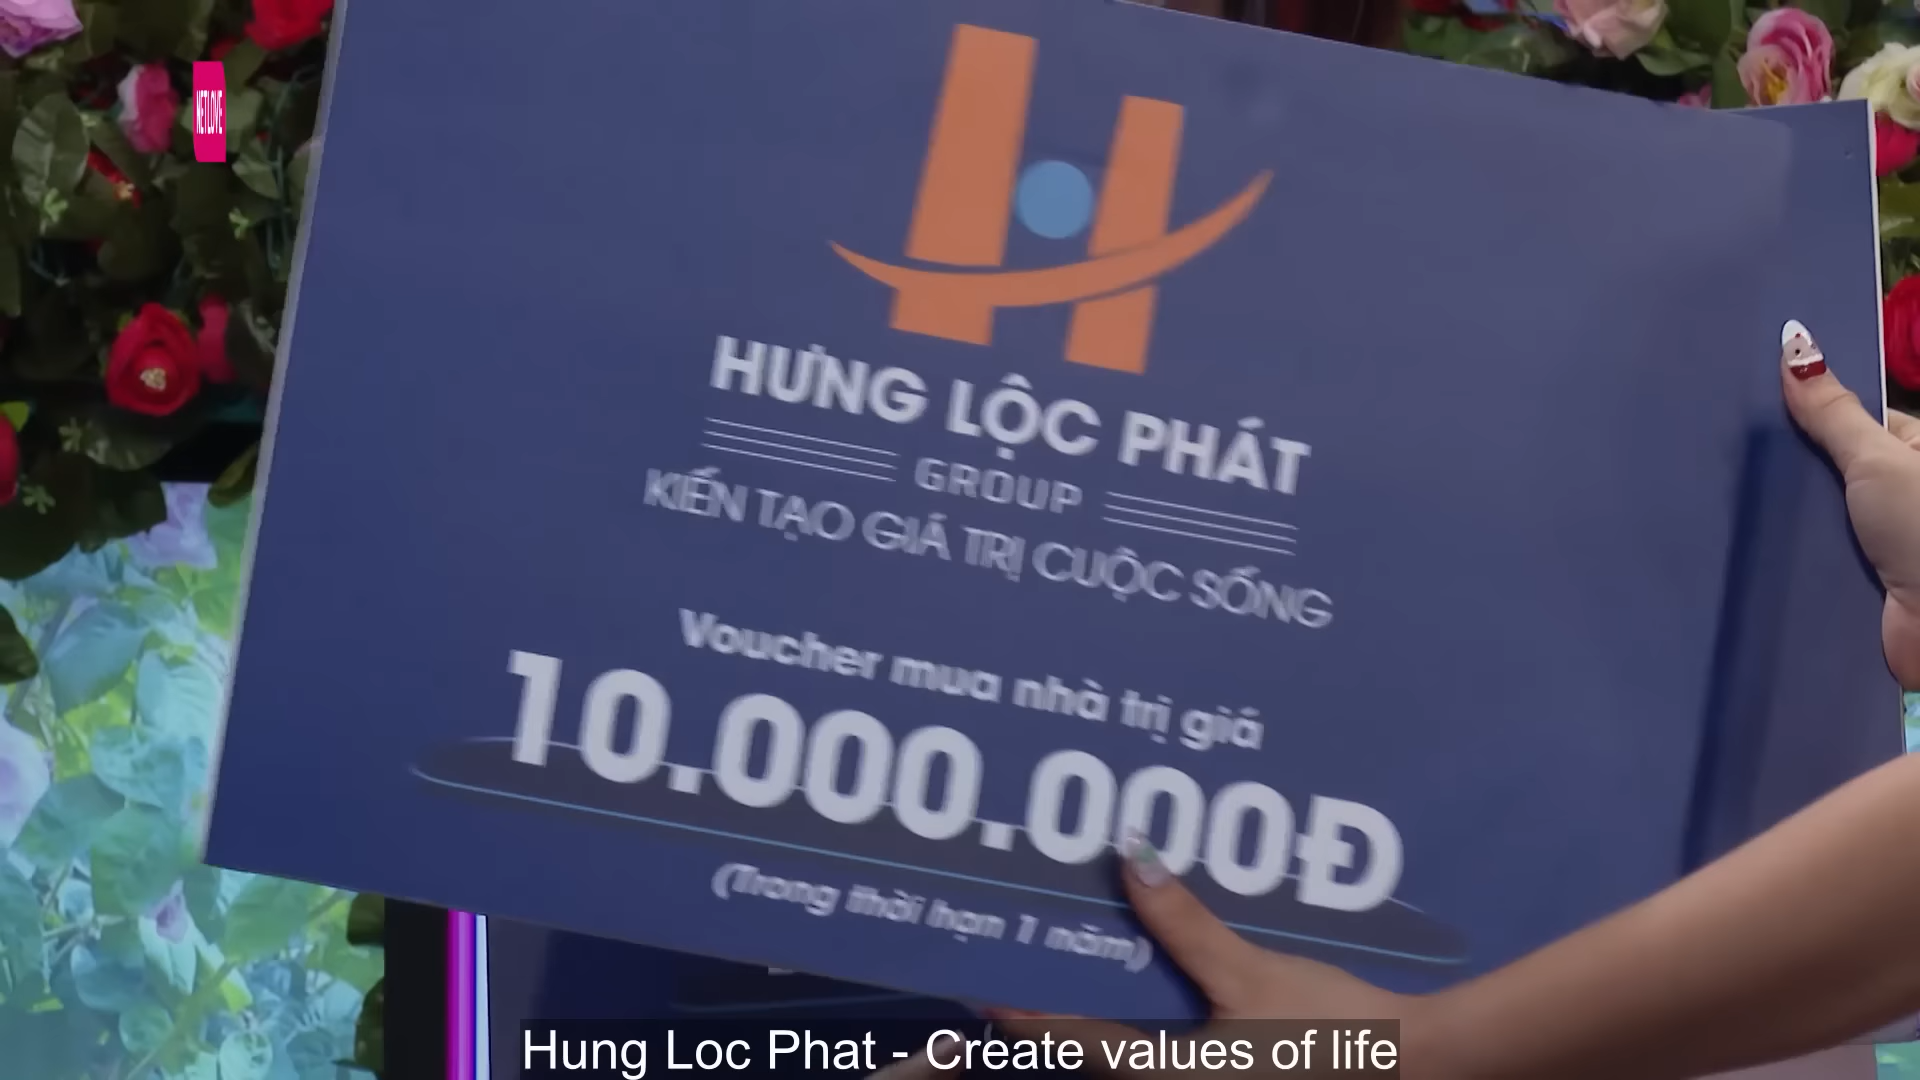 NETLOVE
HƯNG LỘC PHÁT
GROUP
KIẾN TẠO GIÁ TRỊ CUỘC SỐNG
Voucher mua nhà trị giá
10.000.000Đ
(Trong thời hạn 1 năm)
Hung Loc Phat - Create values of life